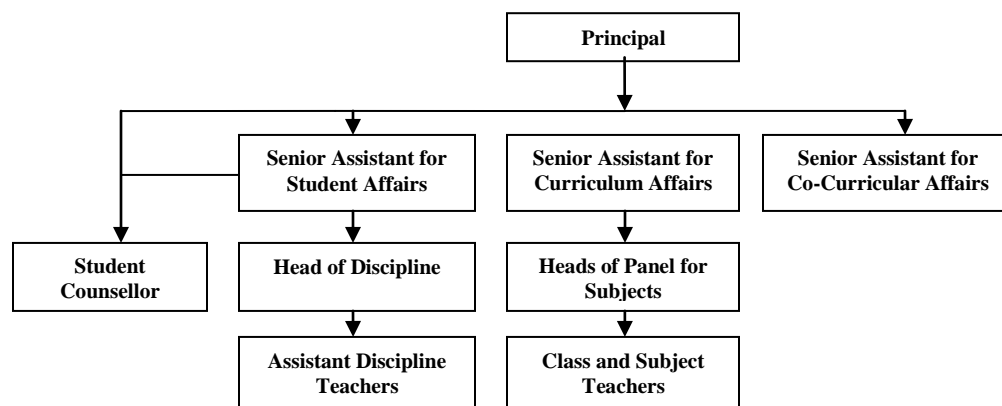 Principal
Senior Assistant for
Student Affairs
Senior Assistant for
Curriculum Affairs
Senior Assistant for
Co-Curricular Affairs
Student
Counsellor
Head of Discipline
Heads of Panel for
Subjects
Assistant Discipline
Teachers
Class and Subject
Teachers